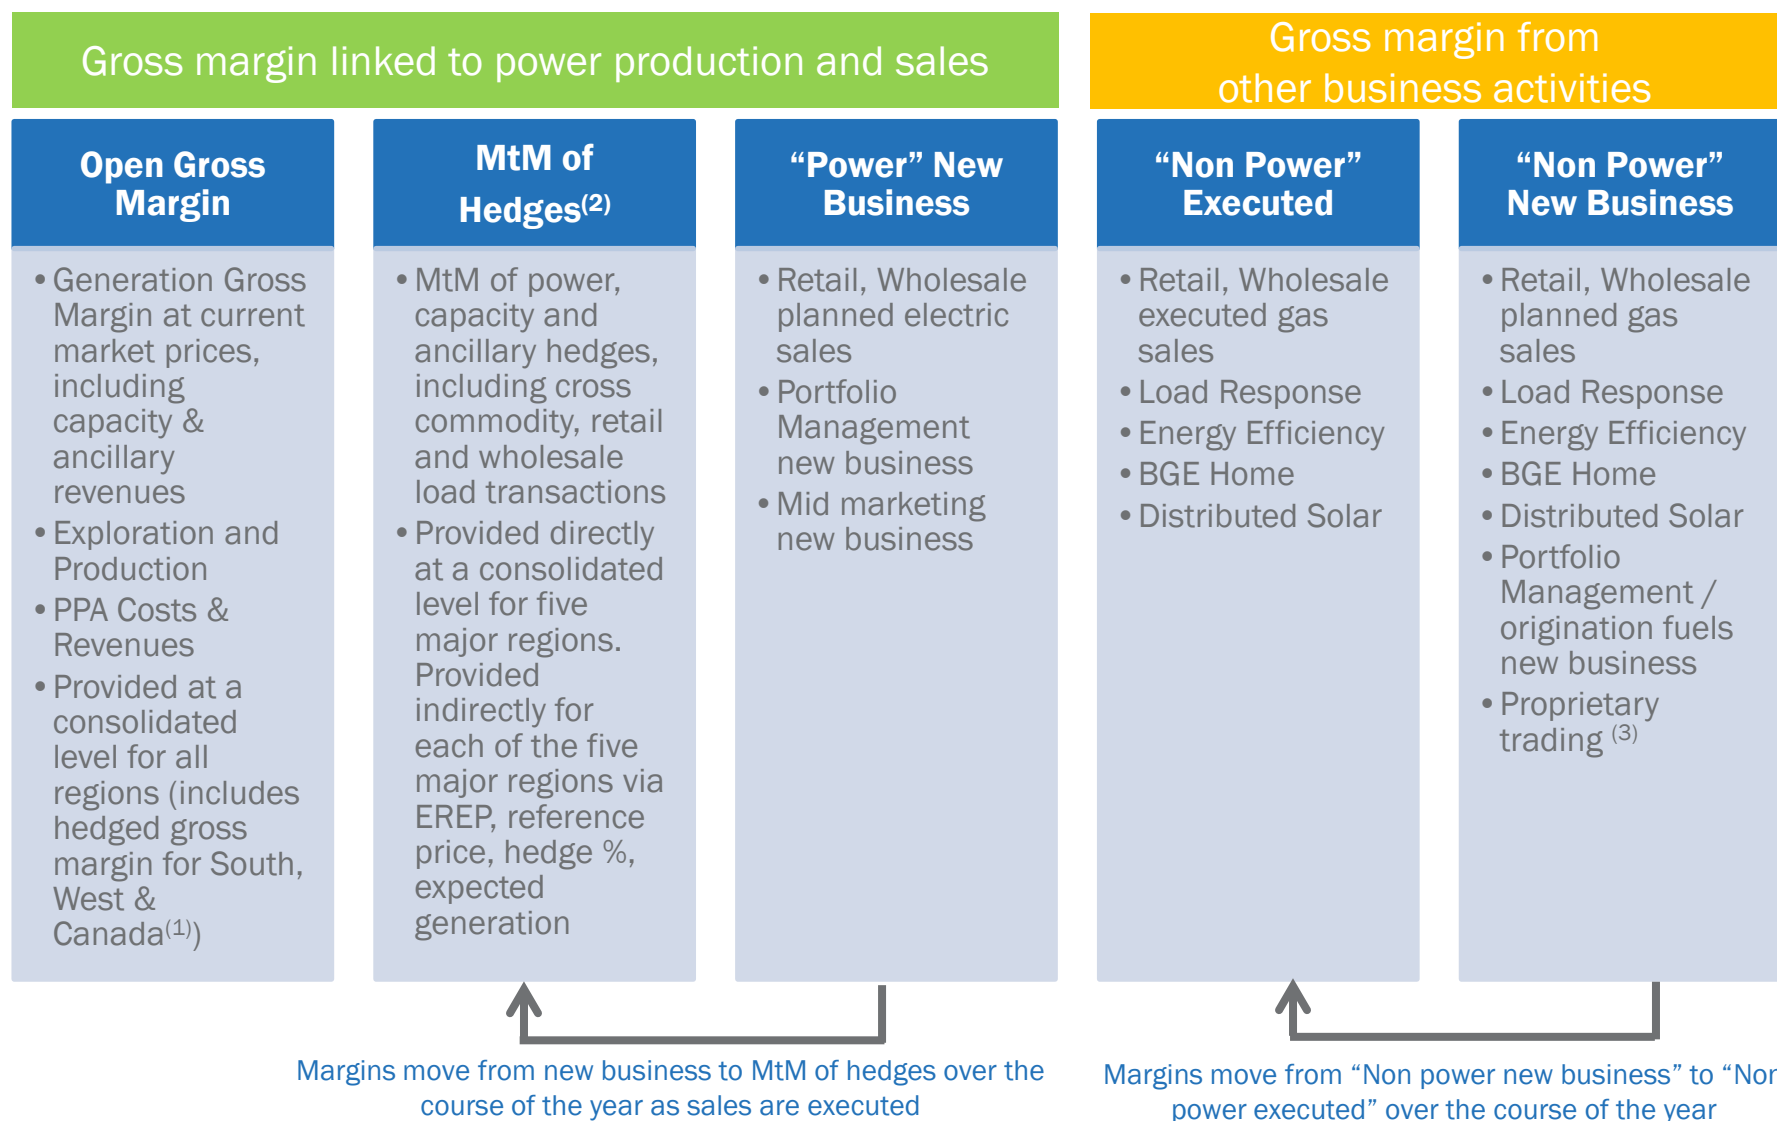 Gross margin linked to power production and sales
Gross margin from
other business activities
Open Gross
Margin
• Generation Gross
Margin at current
market prices,
including
capacity &
ancillary
revenues
• Exploration and
Production
• PPA Costs &
Revenues
• Provided at a
consolidated
level for all
regions (includes
hedged gross
margin for South,
West &
Canada(1))
MtM of
Hedges(2)
• MtM of power,
capacity and
ancillary hedges,
including cross
commodity, retail
and wholesale
load transactions
• Provided directly
at a consolidated
level for five
major regions.
Provided
indirectly for
each of the five
major regions via
EREP, reference
price, hedge %,
expected
generation
“Power” New
Business
• Retail, Wholesale
planned electric
sales
• Portfolio
Management
new business
• Mid marketing
new business
“Non Power”
Executed
• Retail, Wholesale
executed gas
sales
• Load Response
• Energy Efficiency
• BGE Home
• Distributed Solar
“Non Power”
New Business
• Retail, Wholesale
planned gas
sales
• Load Response
• Energy Efficiency
• BGE Home
• Distributed Solar
• Portfolio
Management /
origination fuels
new business
• Proprietary
trading (3)
Margins move from new business to MtM of hedges over the
course of the year as sales are executed
Margins move from “Non power new business” to “Non
power executed” over the course of the year